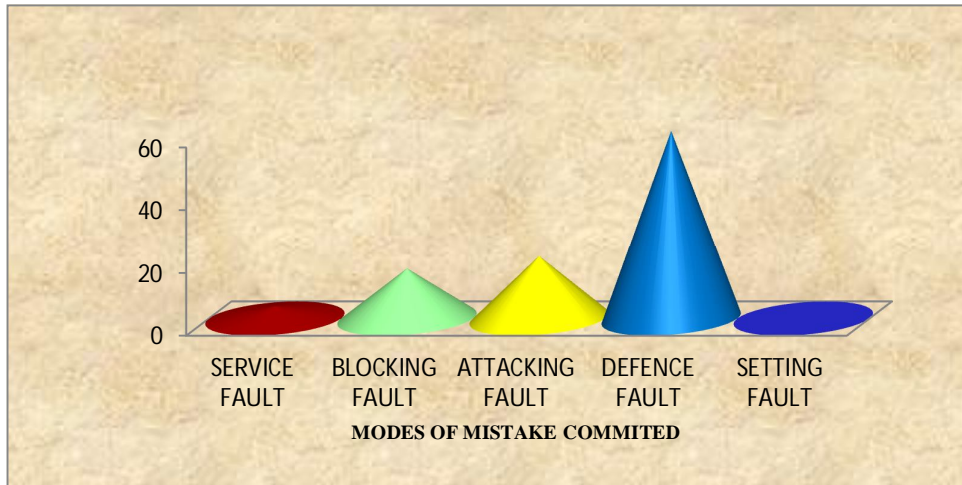 60
40
20
0
SERVICE BLOCKING ATTACKING DEFENCE SETTING
FAULT FAULT FAULT FAULT FAULT
MODES OF MISTAKE COMMITED